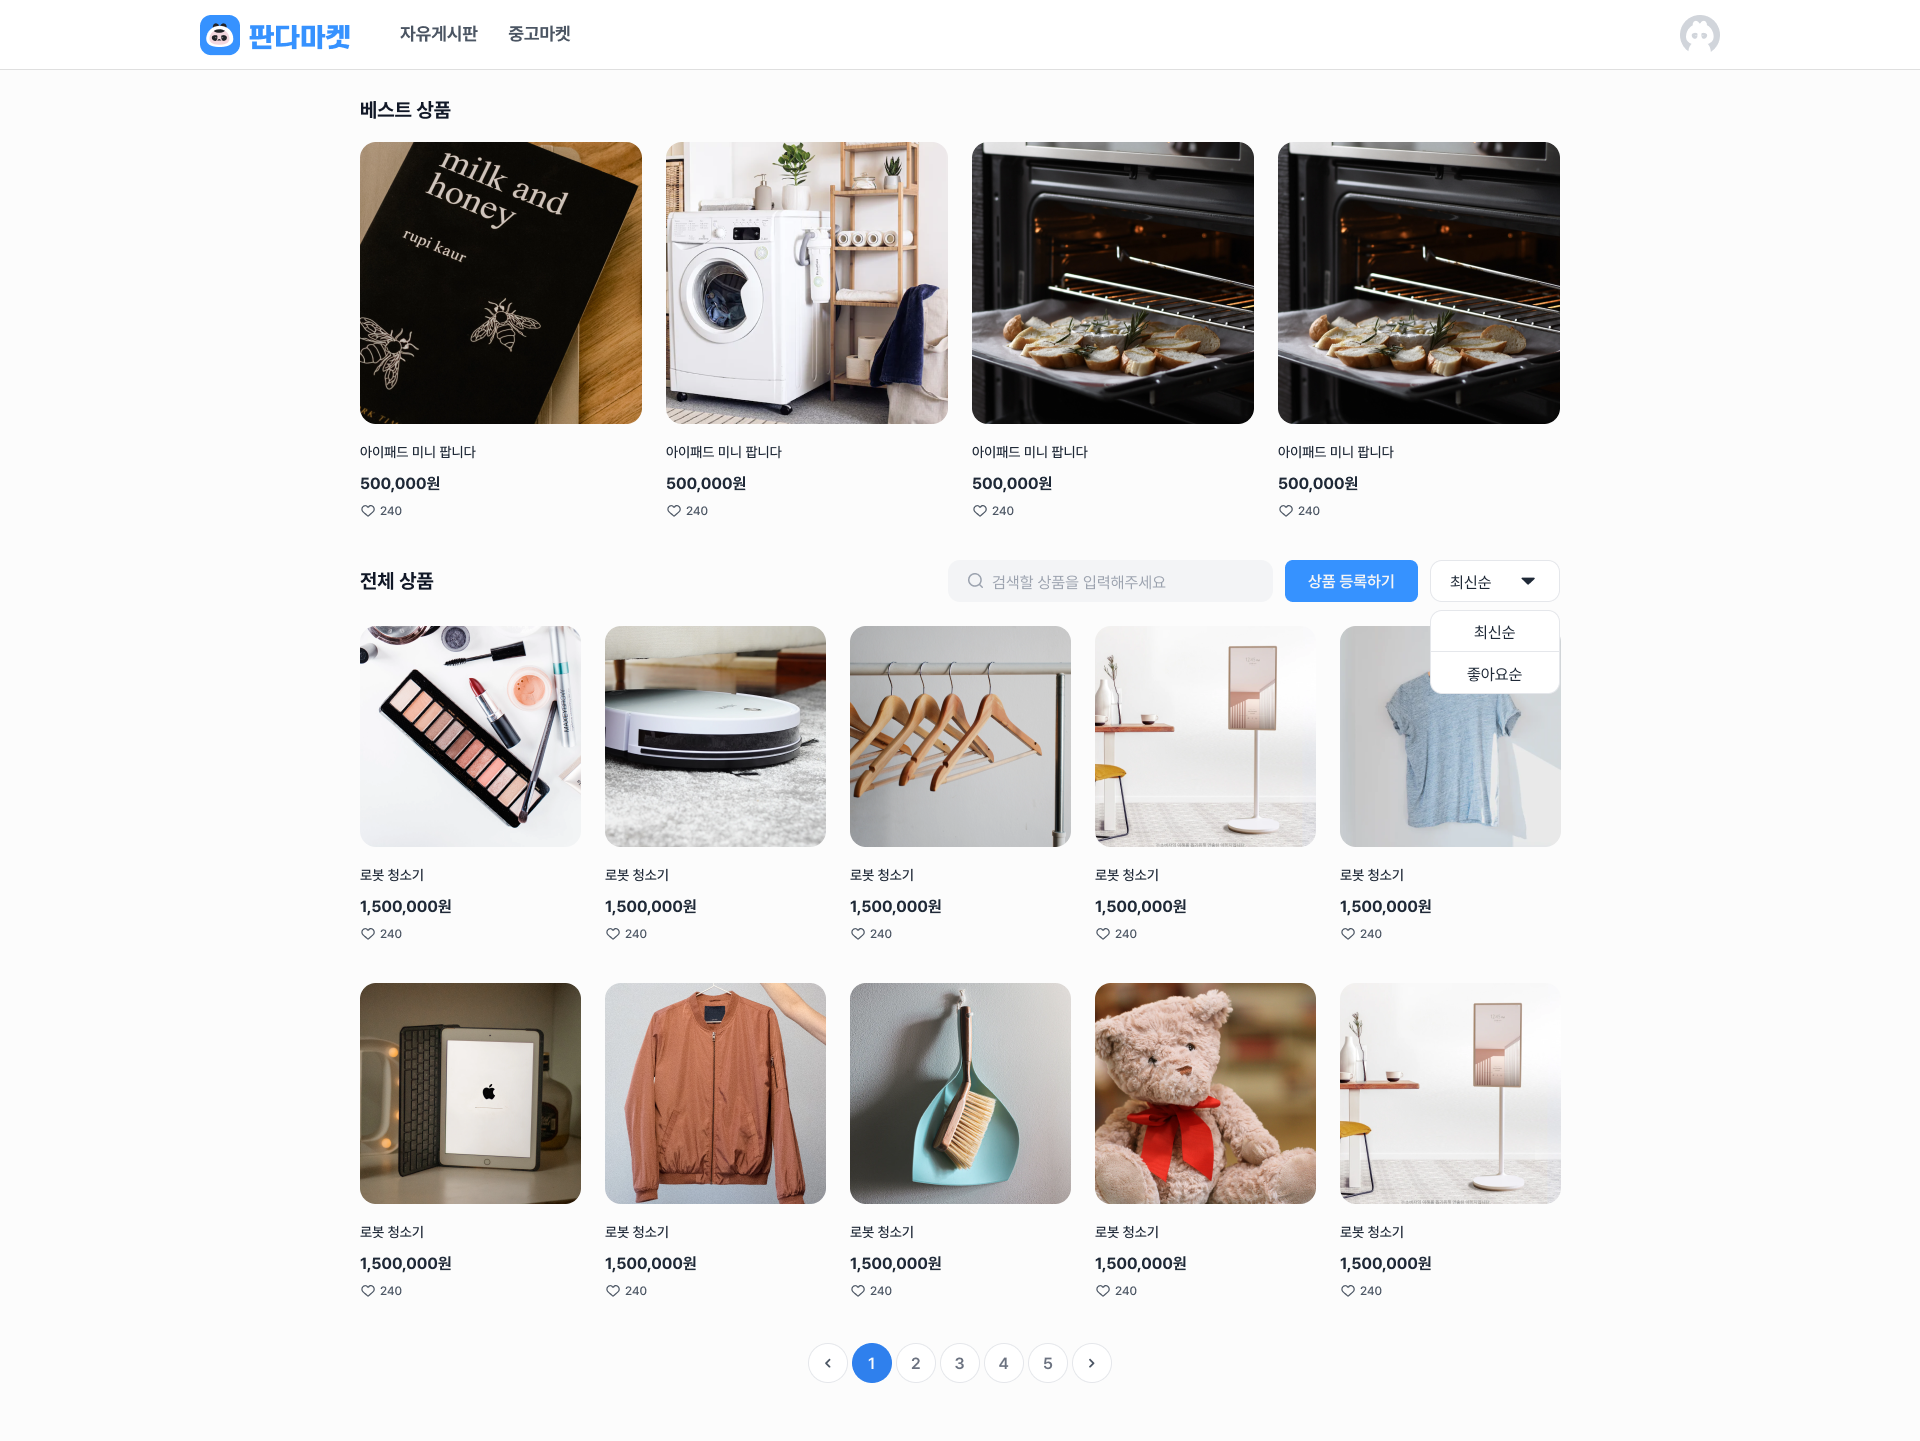 판다마켓
자유게시판
중고마켓
베스트 상품
milk and
honey
rupi kaur
아이패드 미니 팝니다
500,000원
240
아이패드 미니 팝니다
500,000원
240
아이패드 미니 팝니다
500,000원
240
아이패드 미니 팝니다
500,000원
240
전체 상품
검색할 상품을 입력해주세요
상품 등록하기
최신순
최신순
좋아요순
로봇 청소기
1,500,000원
240
로봇 청소기
1,500,000원
240
로봇 청소기
1,500,000원
240
로봇 청소기
1,500,000원
240
로봇 청소기
1,500,000원
240
로봇 청소기
1,500,000원
240
로봇 청소기
1,500,000원
240
로봇 청소기
1,500,000원
240
로봇 청소기
1,500,000원
240
로봇 청소기
1,500,000원
240
1
2
3
4
5